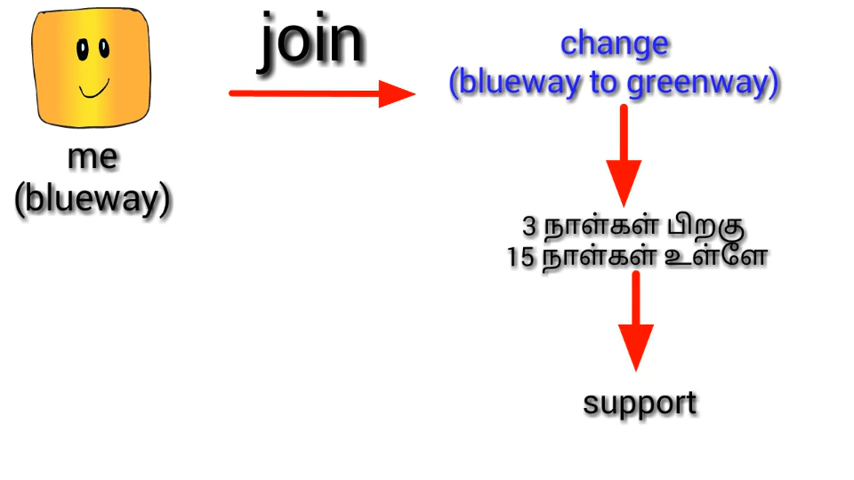 join
me
(blueway)
change
(blueway to greenway)
3 நாள்கள் பிறகு
15 நாள்கள் உள்ளே
support